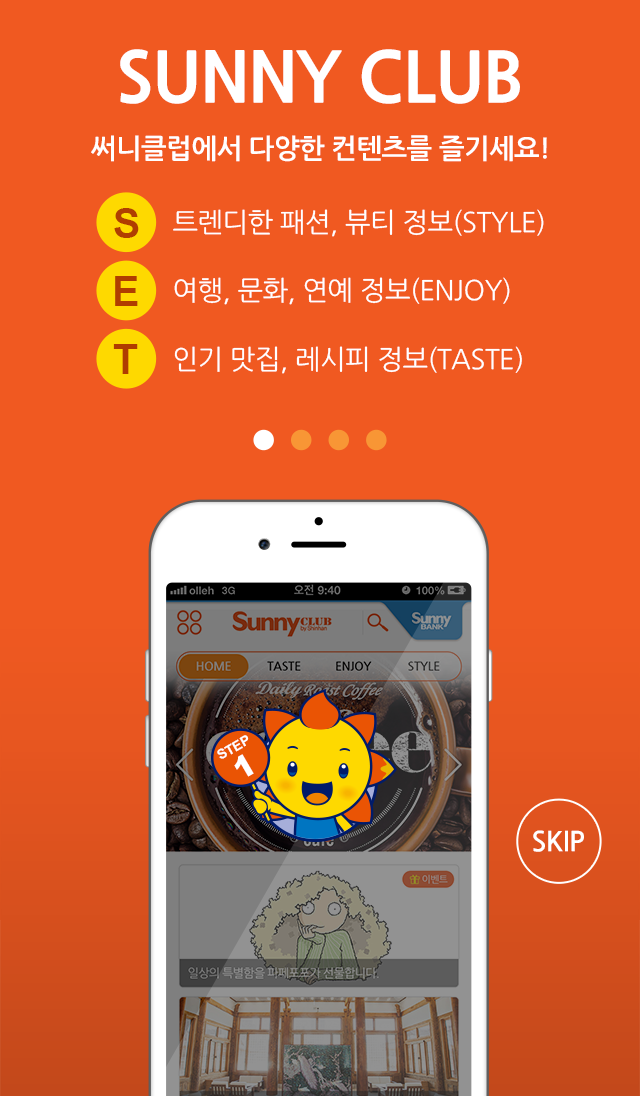 SUNNY CLUB
써니클럽에서 다양한 컨텐츠를 즐기세요!
S 트렌디한 패션, 뷰티 정보(STYLE)
E 여행, 문화, 연예 정보(ENJOY)
T 인기 맛집, 레시피 정보(TASTE)
olleh 3G 오전 9:40 100%
Sunny CLUB
by Shinhan
Sunny
BANK
HOME TASTE ENJOY STYLE
Daily Roast Coffee
STEP
1
cafe
SKIP
이벤트
일상의 특별함을 파페포포가 선물합니다.